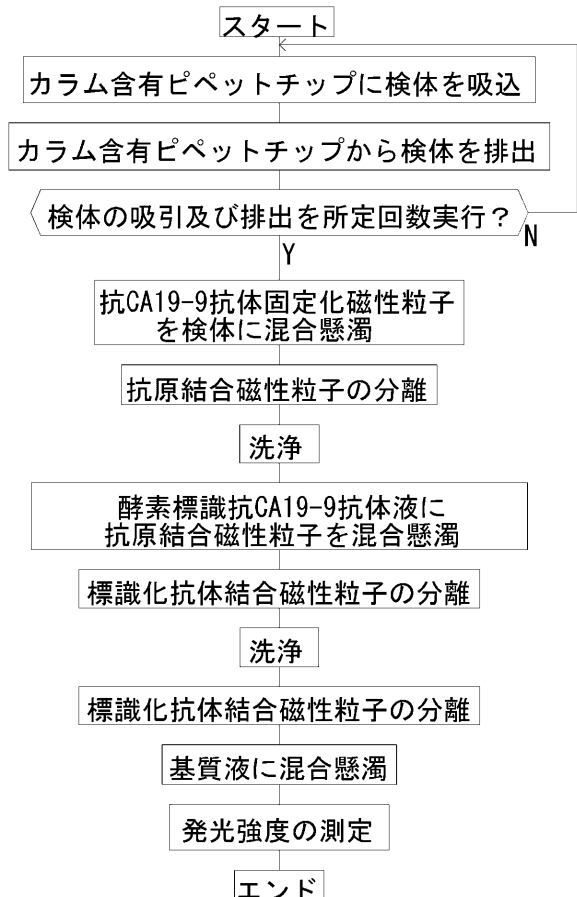 スタート
カラム含有ピペットチップに検体を吸込
カラム含有ピペットチップから検体を排出
検体の吸引及び排出を所定回数実行？
N
Y
抗CA19-9抗体固定化磁性粒子
を検体に混合懸濁
抗原結合磁性粒子の分離
洗浄
酵素標識抗CA19-9抗体液に
抗原結合磁性粒子を混合懸濁
標識化抗体結合磁性粒子の分離
洗浄
標識化抗体結合磁性粒子の分離
基質液に混合懸濁
発光強度の測定
エンド